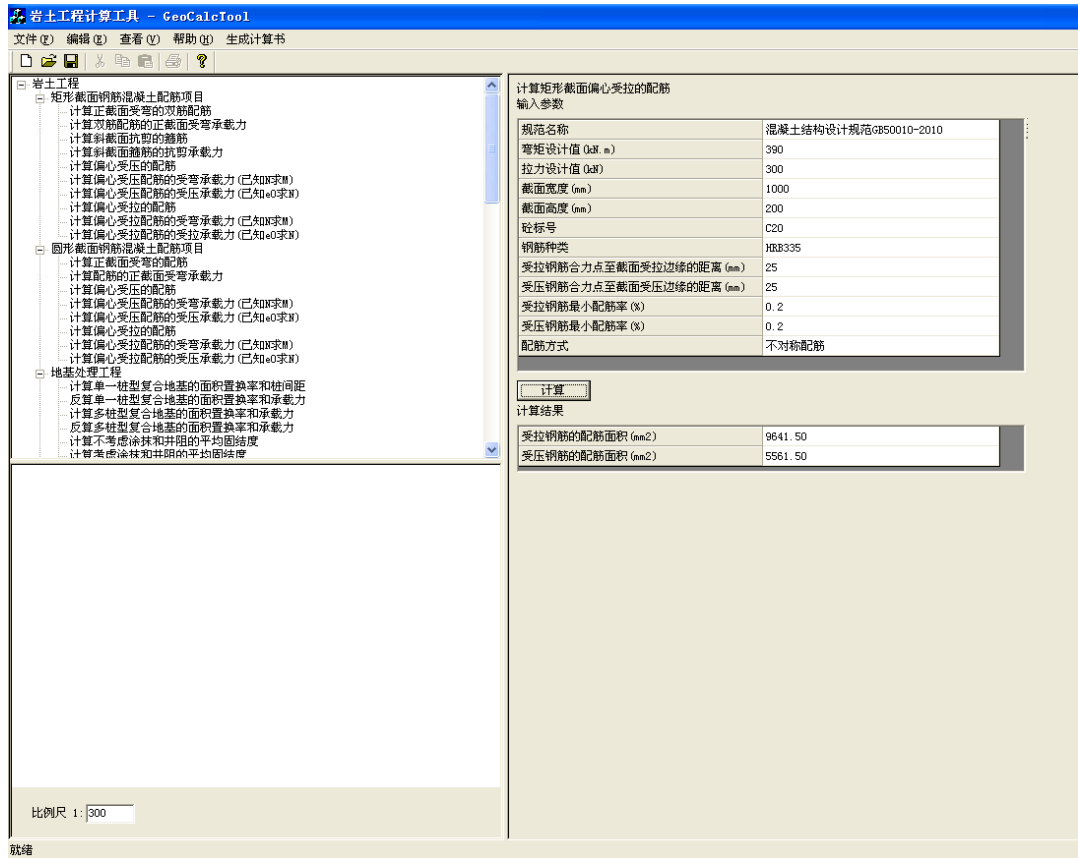 岩土工程计算工具 - GeoCalcTool
文件(F) 编辑(E) 查看(V) 帮助(H) 生成计算书
岩土工程
矩形截面钢筋混凝土配筋项目
计算正截面受弯的双筋配筋
计算双筋配筋的正截面受弯承载力
计算斜截面抗剪的箍筋
计算斜截面箍筋的抗剪承载力
计算偏心受压的配筋
计算偏心受压配筋的受弯承载力(已知N求M)
计算偏心受压配筋的受压承载力(已知e0求N)
计算偏心受拉的配筋
计算偏心受拉配筋的受弯承载力(已知N求M)
计算偏心受拉配筋的受拉承载力(已知e0求N)
圆形截面钢筋混凝土配筋项目
计算正截面受弯的配筋
计算配筋的正截面受弯承载力
计算偏心受压的配筋
计算偏心受压配筋的受弯承载力(已知N求M)
计算偏心受压配筋的受压承载力(已知e0求N)
计算偏心受拉的配筋
计算偏心受拉配筋的受弯承载力(已知N求M)
计算偏心受拉配筋的受压承载力(已知e0求N)
地基处理工程
计算单一桩型复合地基的面积置换率和桩间距
反算单一桩型复合地基的面积置换率和承载力
计算多桩型复合地基的面积置换率和承载力
反算多桩型复合地基的面积置换率和承载力
计算不考虑涂抹和井阻的平均固结度
计算考虑涂抹和井阻的平均固结度
比例尺 1: 300
就绪
计算矩形截面偏心受拉的配筋
输入参数
规范名称 混凝土结构设计规范GB50010-2010
弯矩设计值(kN.m) 390
拉力设计值(kN) 300
截面宽度(mm) 1000
截面高度(mm) 200
砼标号 C20
钢筋种类 HRB335
受拉钢筋合力点至截面受拉边缘的距离(mm) 25
受压钢筋合力点至截面受压边缘的距离(mm) 25
受拉钢筋最小配筋率(%) 0.2
受压钢筋最小配筋率(%) 0.2
配筋方式 不对称配筋
计算
计算结果
受拉钢筋的配筋面积(mm2) 9641.50
受压钢筋的配筋面积(mm2) 5561.50